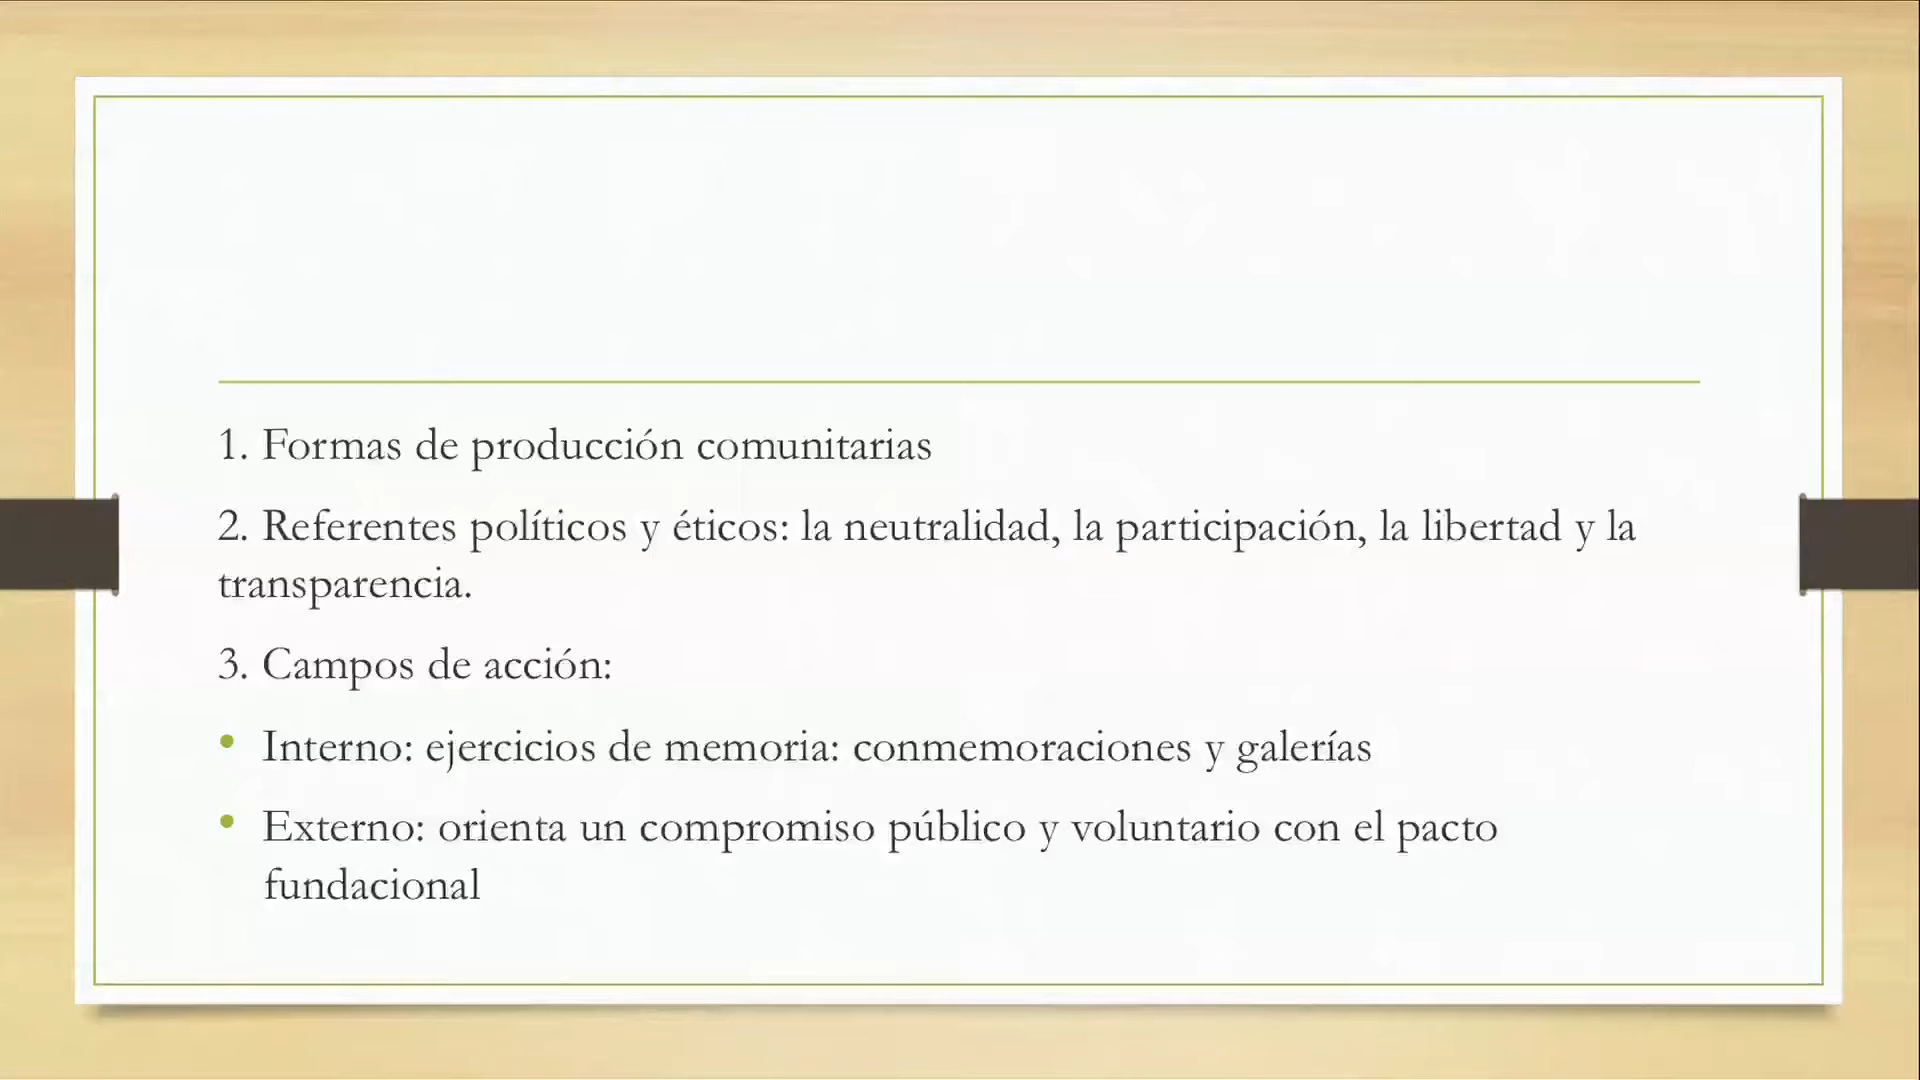 1. Formas de producción comunitarias
2. Referentes políticos y éticos: la neutralidad, la participación, la libertad y la
transparencia.
3. Campos de acción:
• Interno: ejercicios de memoria: conmemoraciones y galerías
• Externo: orienta un compromiso público y voluntario con el pacto
fundacional